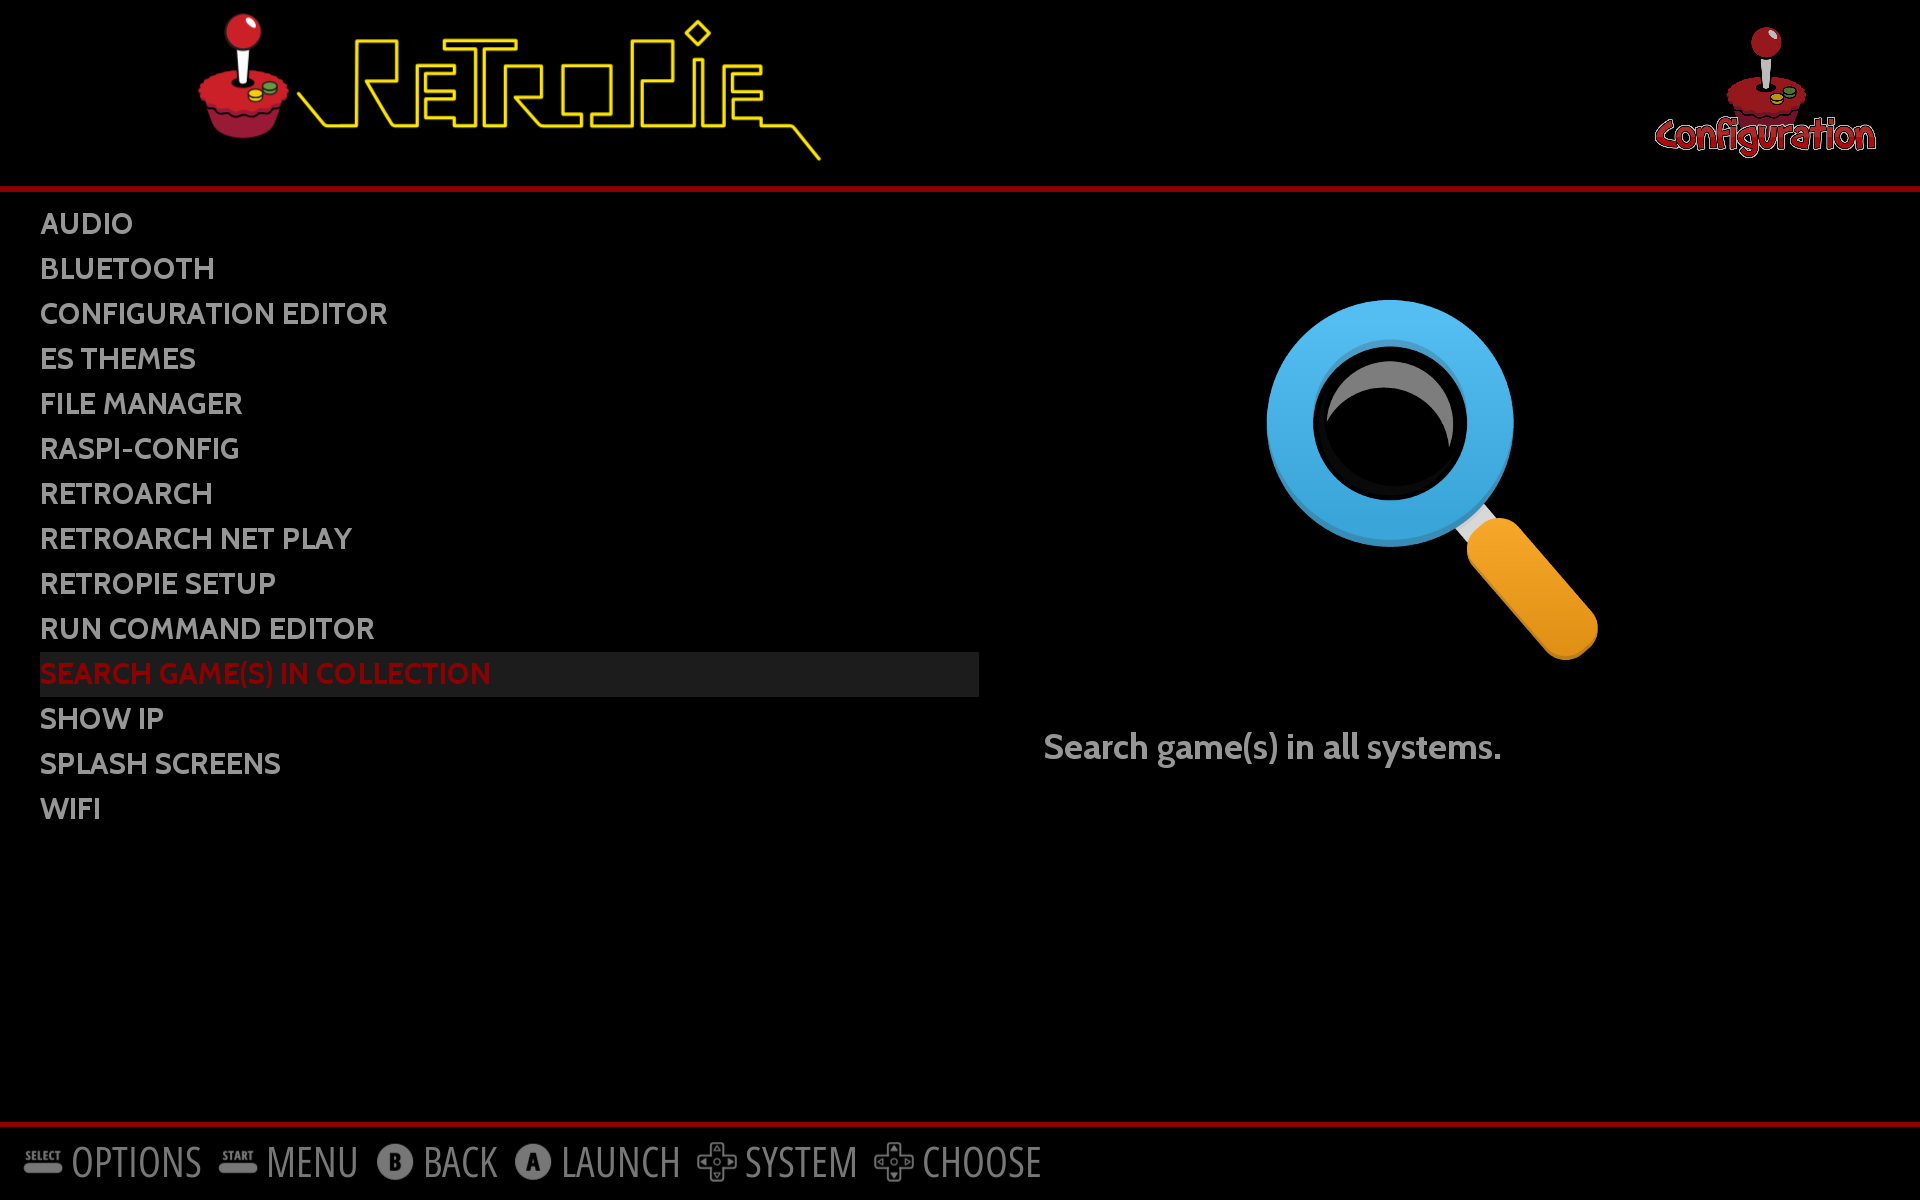 RETROPIE
Configuration
AUDIO
BLUETOOTH
CONFIGURATION EDITOR
ES THEMES
FILE MANAGER
RASPI-CONFIG
RETROARCH
RETROARCH NET PLAY
RETROPIE SETUP
RUN COMMAND EDITOR
SEARCH GAME(S) IN COLLECTION
SHOW IP
SPLASH SCREENS
WIFI
Search game(s) in all systems.
SELECT OPTIONS START MENU B BACK A LAUNCH SYSTEM CHOOSE